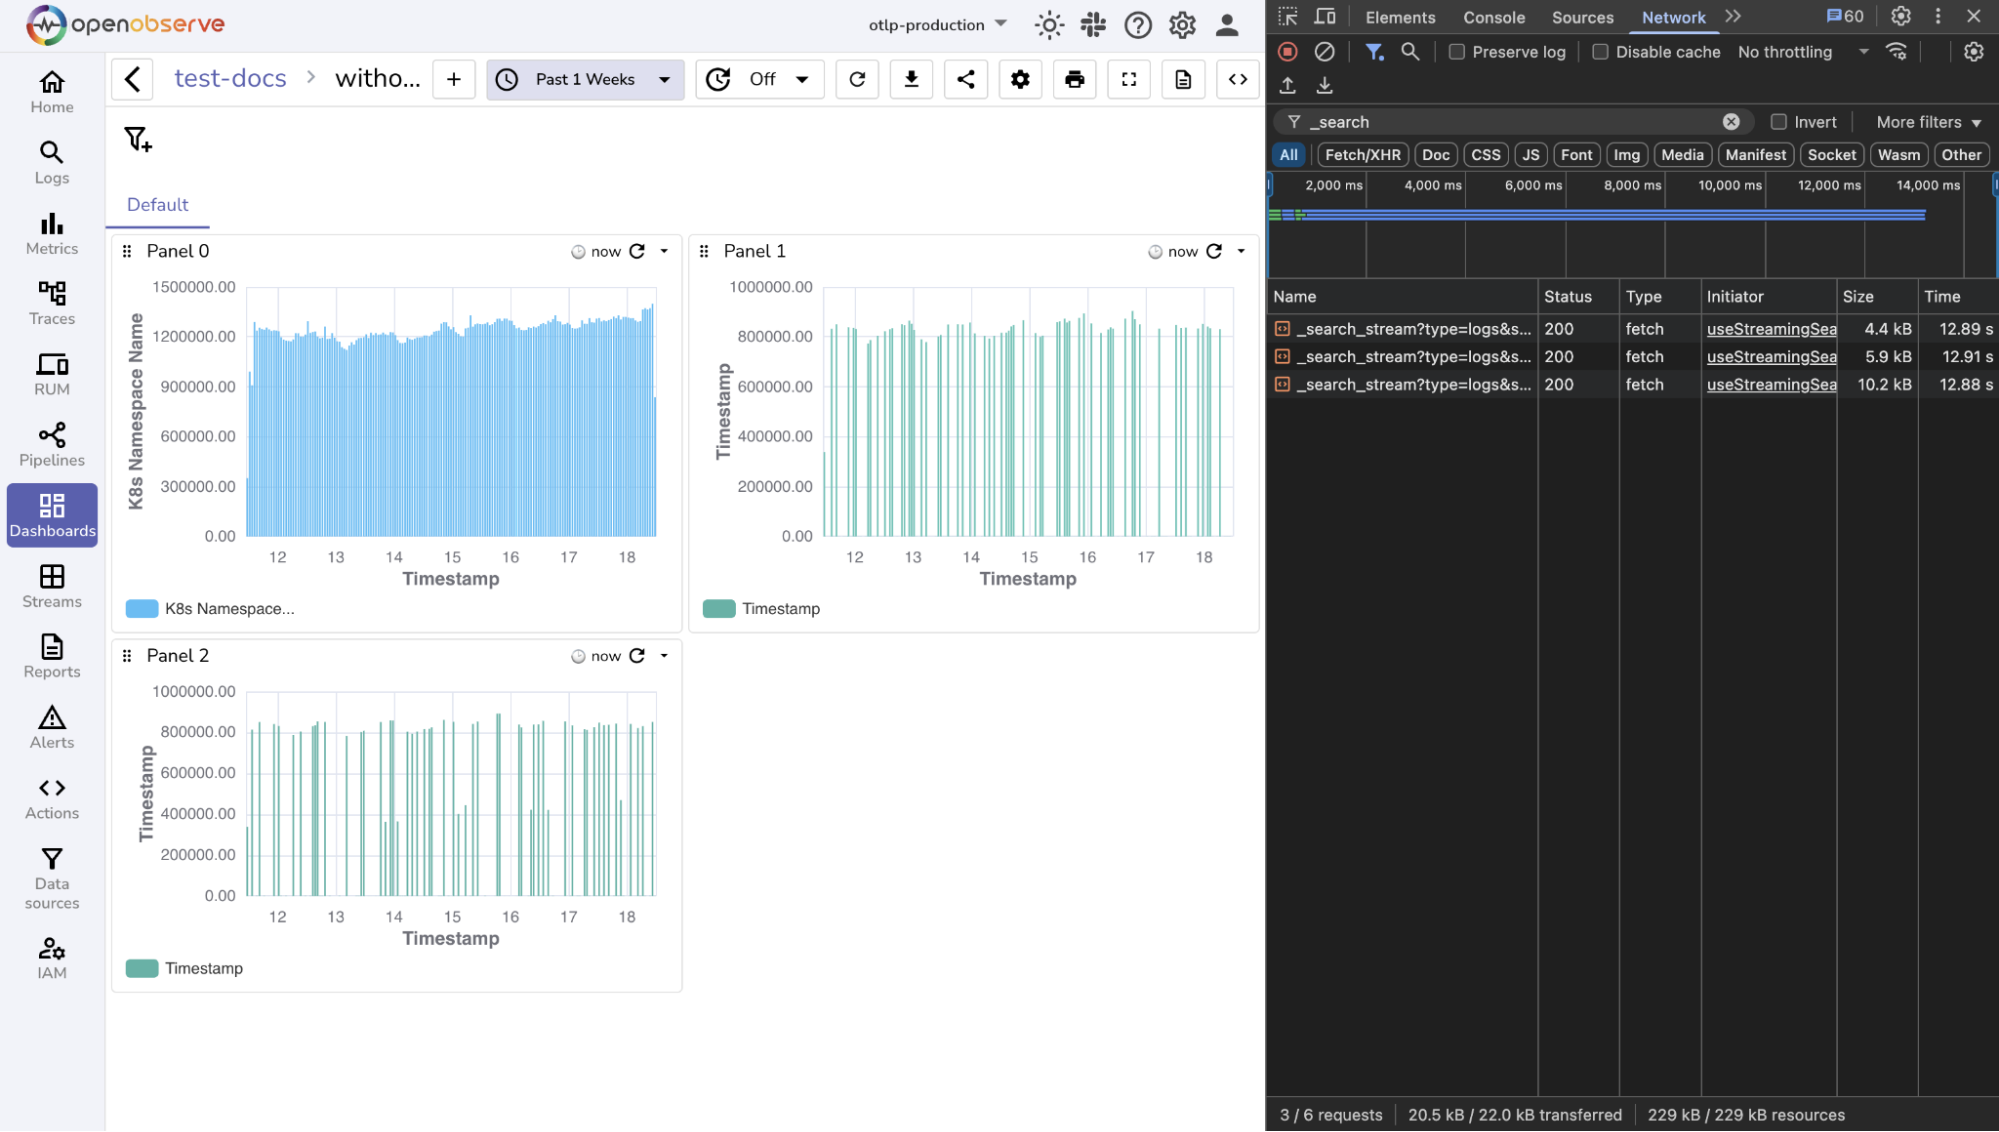 openobserve
otlp-production
Home
Logs
Metrics
Traces
RUM
Pipelines
Dashboards
Streams
Reports
Alerts
Actions
Data
sources
IAM
test-docs > witho...
+
Past 1 Weeks
Off
Default
Panel 0
now
1500000.00
1200000.00
900000.00
600000.00
300000.00
0.00
K8s Namespace Name
12 13 14 15 16 17 18
Timestamp
K8s Namespace...
Panel 1
now
1000000.00
800000.00
600000.00
400000.00
200000.00
0.00
Timestamp
12 13 14 15 16 17 18
Timestamp
Timestamp
Panel 2
now
1000000.00
800000.00
600000.00
400000.00
200000.00
0.00
Timestamp
12 13 14 15 16 17 18
Timestamp
Timestamp
Elements Console Sources Network 60
Preserve log Disable cache No throttling
_search Invert More filters
All Fetch/XHR Doc CSS JS Font Img Media Manifest Socket Wasm Other
2,000 ms 4,000 ms 6,000 ms 8,000 ms 10,000 ms 12,000 ms 14,000 ms
Name Status Type Initiator Size Time
_search_stream?type=logs&s... 200 fetch useStreamingSea 4.4 kB 12.89 s
_search_stream?type=logs&s... 200 fetch useStreamingSea 5.9 kB 12.91 s
_search_stream?type=logs&s... 200 fetch useStreamingSea 10.2 kB 12.88 s
3 / 6 requests 20.5 kB / 22.0 kB transferred 229 kB / 229 kB resources